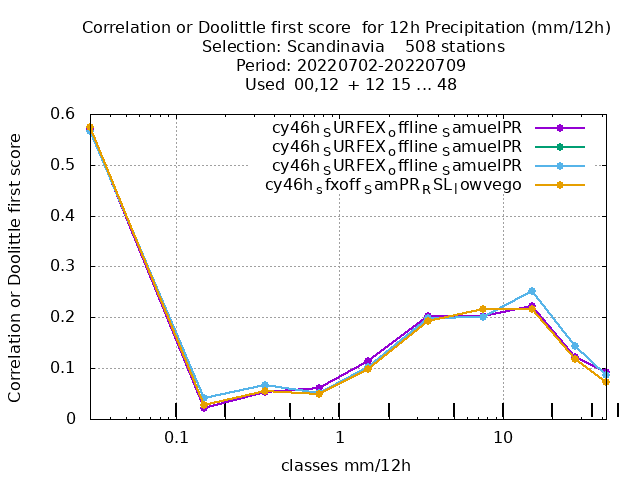 Correlation or Doolittle first score  for 12h Precipitation (mm/12h)
Selection: Scandinavia    508 stations
Period: 20220702-20220709
Used  00,12  + 12 15 ... 48
cy46h_SURFEX_offline_SamuelPR
cy46h_SURFEX_offline_SamuelPR
cy46h_SURFEX_offline_SamuelPR
cy46h_sfxoff_SamPR_RSL_lowvego
Correlation or Doolittle first score
0.6
0.5
0.4
0.3
0.2
0.1
0
0.1
1
10
classes mm/12h